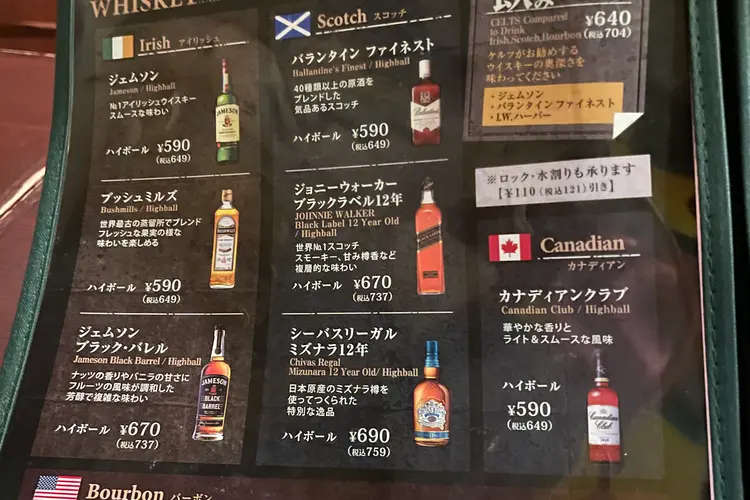 WHISKEY
Irish アイリッシュ
ジェムソン
Jameson / Highball
№1アイリッシュウイスキー
スムースな味わい
ハイボール ¥590
(税込649)
JAMESON
ブッシュミルズ
Bushmills / Highball
世界最古の蒸留所でブレンド
フレッシュな果実の様な
味わいを楽しめる
ハイボール ¥590
(税込649)
ジェムソン
ブラック・バレル
Jameson Black Barrel / Highball
ナッツの香りやバニラの甘さに
フルーツの風味が調和した
芳醇で複雑な味わい
ハイボール ¥670
(税込737)
JAMESON
BLACK
BARREL
Scotch スコッチ
バランタイン ファイネスト
Ballantine's Finest / Highball
40種類以上の原酒を
ブレンドした
気品あるスコッチ
ハイボール ¥590
(税込649)
Ballantine's
ジョニーウォーカー
ブラックラベル12年
JOHNNIE WALKER
Black Label 12 Year Old
/ Highball
世界№1スコッチ
スモーキー、甘み樽香など
複層的な味わい
ハイボール ¥670
(税込737)
シーバスリーガル
ミズナラ12年
Chivas Regal
Mizunara 12 Year Old/ Highball
日本原産のミズナラ樽を
使ってつくられた
特別な逸品
ハイボール ¥690
(税込759)
CHIVAS
CELTS Compared
to Drink
Irish,Scotch,Bourbon
¥640
(税込704)
ケルツがお勧めする
ウイスキーの奥深さを
味わってください
・ジェムソン
・バランタイン ファイネスト
・I.W.ハーパー
※ロック・水割りも承ります
【¥110(税込121)引き】
Canadian
カナディアン
カナディアンクラブ
Canadian Club / Highball
華やかな香りと
ライト&スムースな風味
ハイボール
¥590
(税込649)
Canadian
Club
Bourbon バーボン